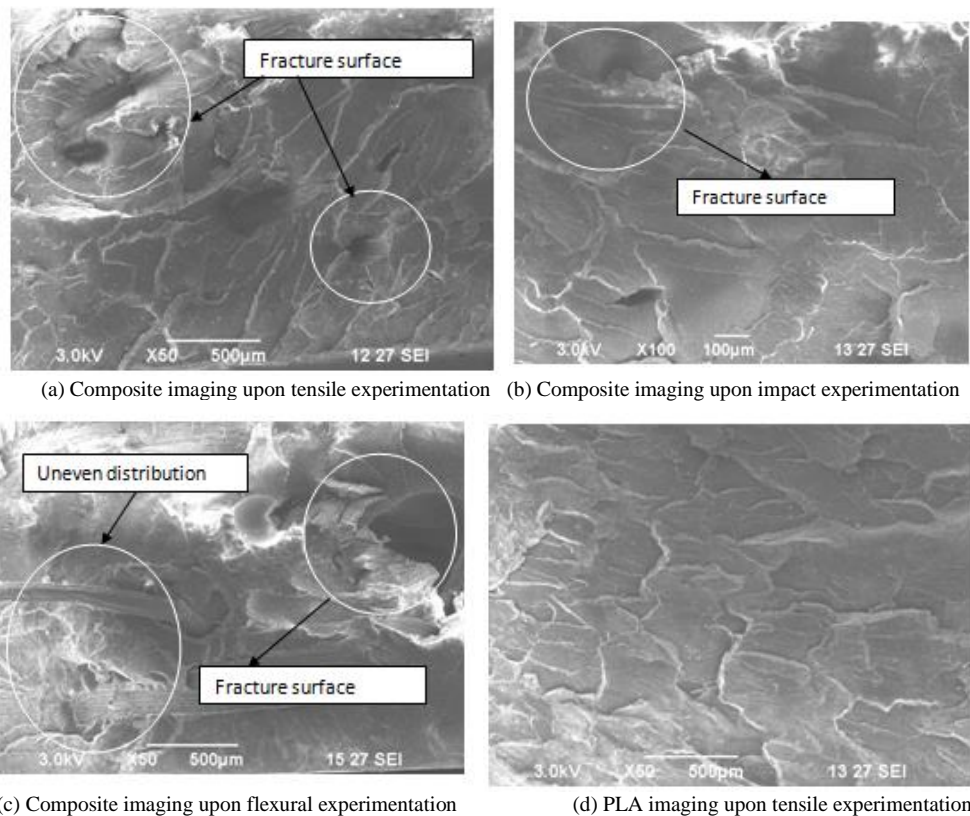 Fracture surface
3.0kV X50 500μm 12 27 SEI
Fracture surface
3.0kV X100 100μm 13 27 SEI
(a) Composite imaging upon tensile experimentation
(b) Composite imaging upon impact experimentation
Uneven distribution
Fracture surface
3.0kV X50 500μm 15 27 SEI
3.0kV X50 500μm 13 27 SEI
(c) Composite imaging upon flexural experimentation
(d) PLA imaging upon tensile experimentation